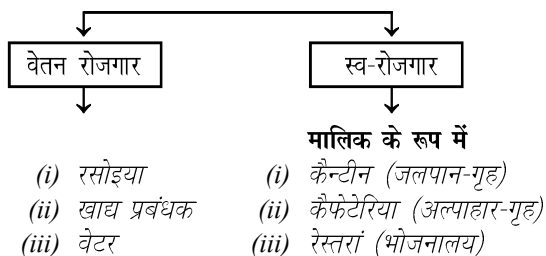 वेतन रोजगार
स्व-रोजगार
मालिक के रूप में
(i) रसोइया
(ii) खाद्य प्रबंधक
(iii) वेटर
(i) कैन्टीन (जलपान-गृह)
(ii) कैफेटेरिया (अल्पाहार-गृह)
(iii) रेस्तरां (भोजनालय)